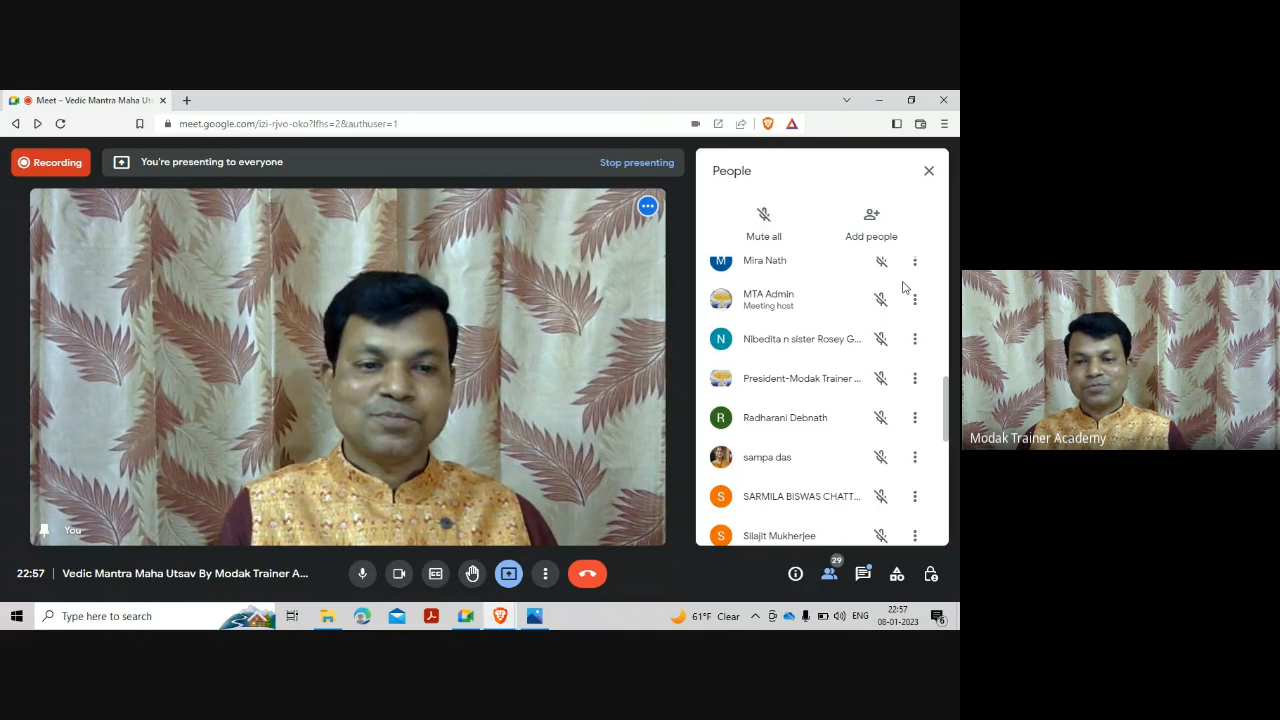 Meet – Vedic Mantra Maha Ut
meet.google.com/izi-rjvo-oko?lfhs=2&authuser=1
Recording
You're presenting to everyone
Stop presenting
People
Mute all
Add people
M
Mira Nath
MTA Admin
Meeting host
N
Nibedita n sister Rosey G...
President-Modak Trainer ...
R
Radharani Debnath
sampa das
S
SARMILA BISWAS CHATT...
S
Silajit Mukherjee
You
Modak Trainer Academy
22:57
Vedic Mantra Maha Utsav By Modak Trainer A...
29
Type here to search
61°F Clear
ENG
22:57
08-01-2023
6